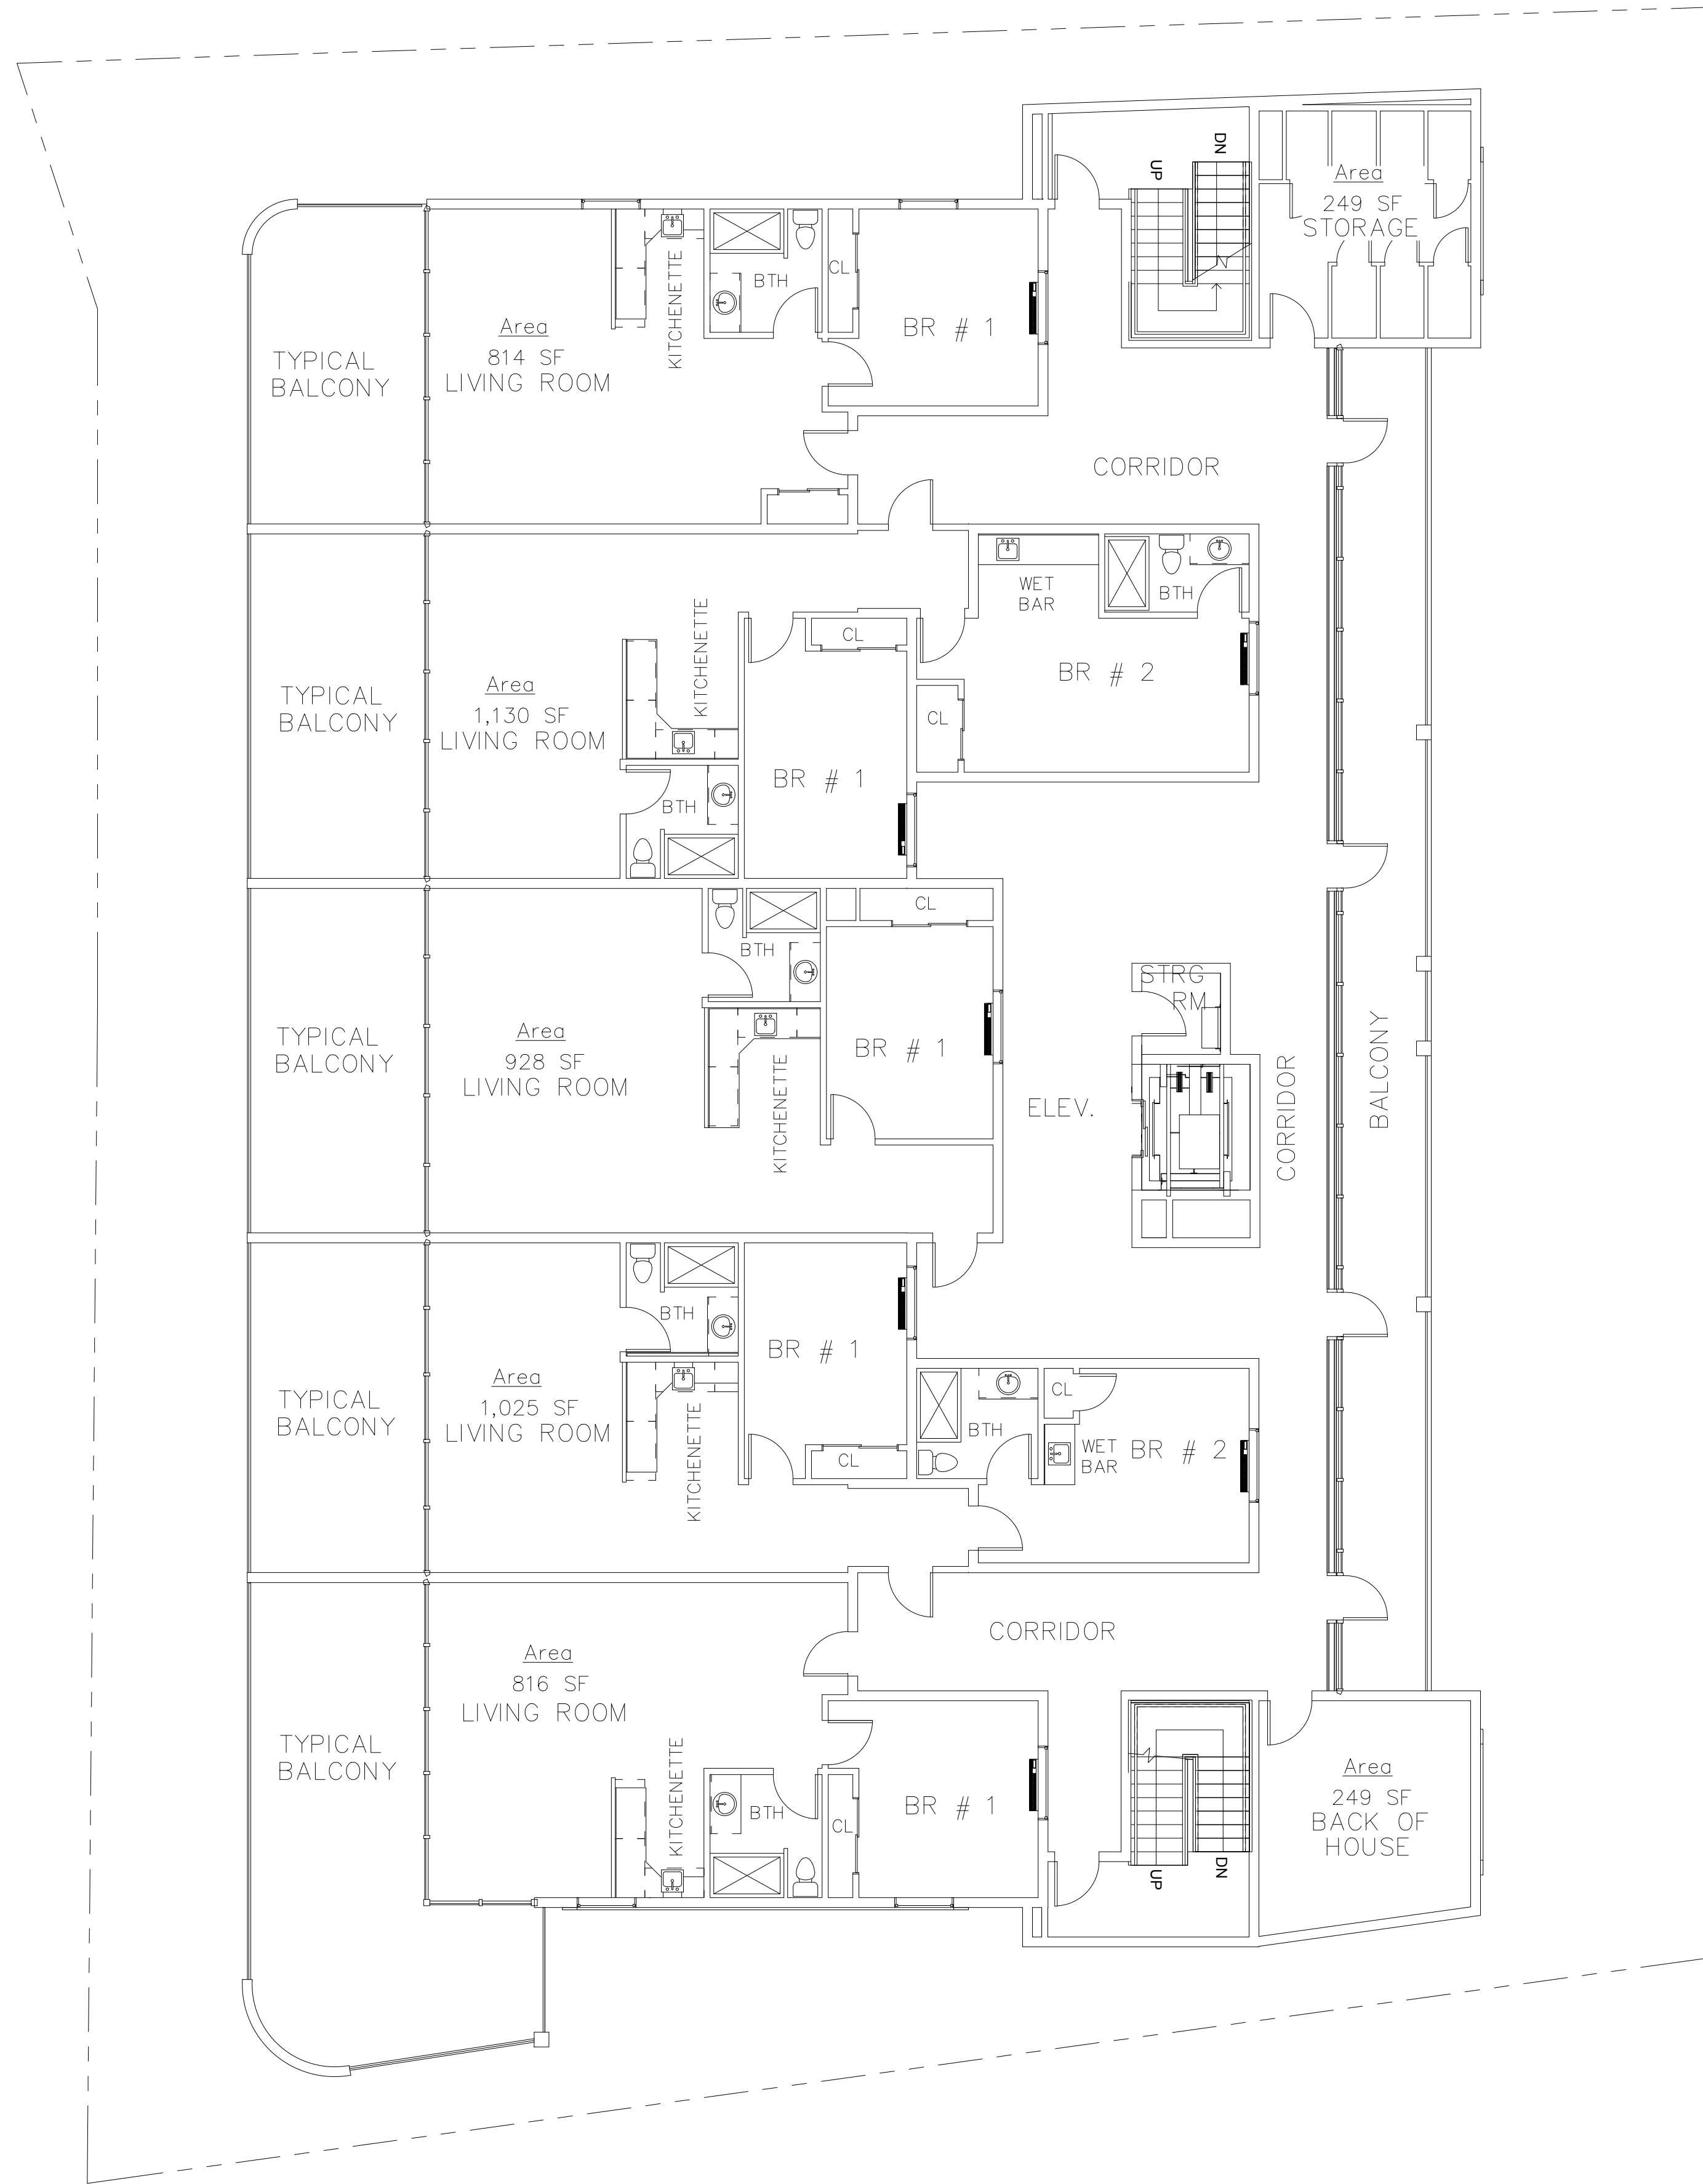 DN
UP
Area
249 SF
STORAGE
TYPICAL
BALCONY
Area
814 SF
LIVING ROOM
KITCHENETTE
BTH
CL
BR # 1
CORRIDOR
TYPICAL
BALCONY
Area
1,130 SF
LIVING ROOM
KITCHENETTE
BTH
BR # 1
CL
WET
BAR
BTH
BR # 2
CL
TYPICAL
BALCONY
Area
928 SF
LIVING ROOM
BTH
KITCHENETTE
CL
BR # 1
ELEV.
STRG
RM
CORRIDOR
BALCONY
TYPICAL
BALCONY
Area
1,025 SF
LIVING ROOM
BTH
KITCHENETTE
BR # 1
CL
BTH
CL
WET
BAR
BR # 2
CORRIDOR
TYPICAL
BALCONY
Area
816 SF
LIVING ROOM
KITCHENETTE
BTH
CL
BR # 1
UP
DN
Area
249 SF
BACK OF
HOUSE